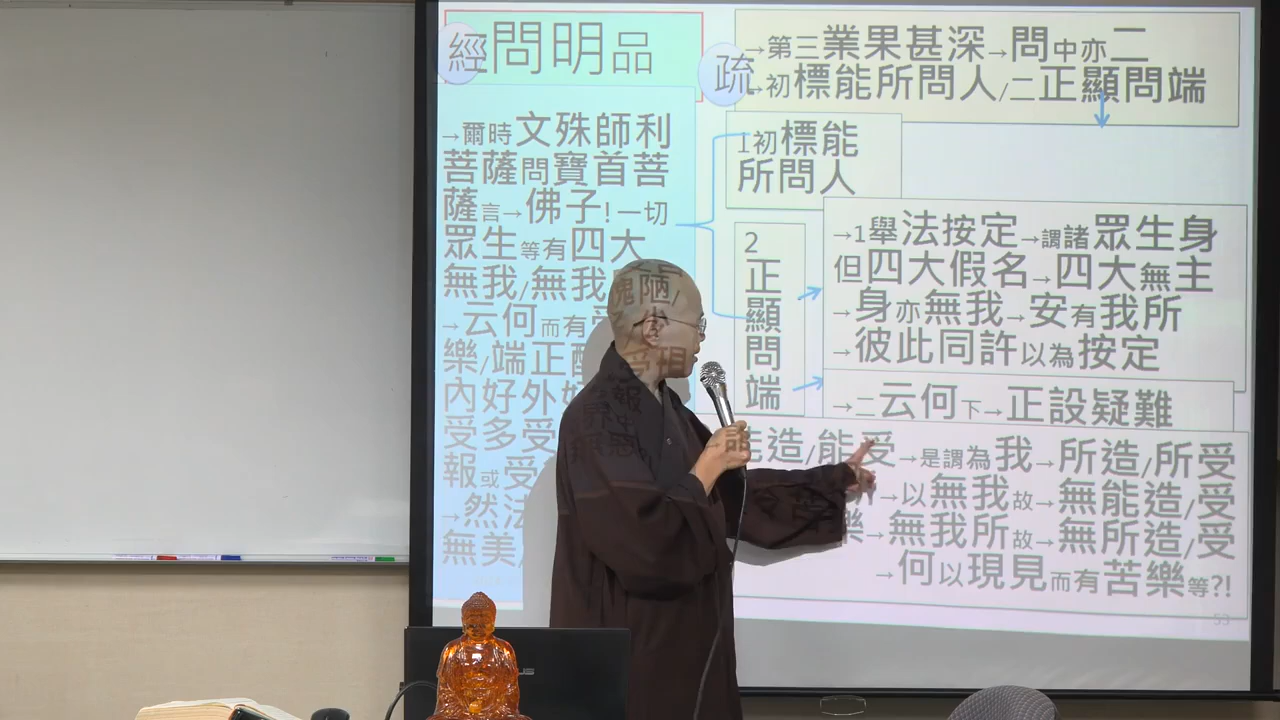 經問明品
→爾時文殊師利
菩薩問寶首菩
薩言→佛子!一切
眾生等有四大
無我/無我
→云何而有受
樂/端正醜陋/
內好外好少
受多受
報或受
→然法
無美/
疏
→第三業果甚深→問中亦二
→初標能所問人/二正顯問端
1初標能
所問人
2
正
顯
問
端
→1舉法按定→謂諸眾生身
但四大假名→四大無主
→身亦無我→安有我所
→彼此同許以為按定
→二云何下→正設疑難
能造/能受→是謂為我→所造/所受
→以無我故→無能造/受
樂→無我所故→無所造/受
→何以現見而有苦樂等?!
53